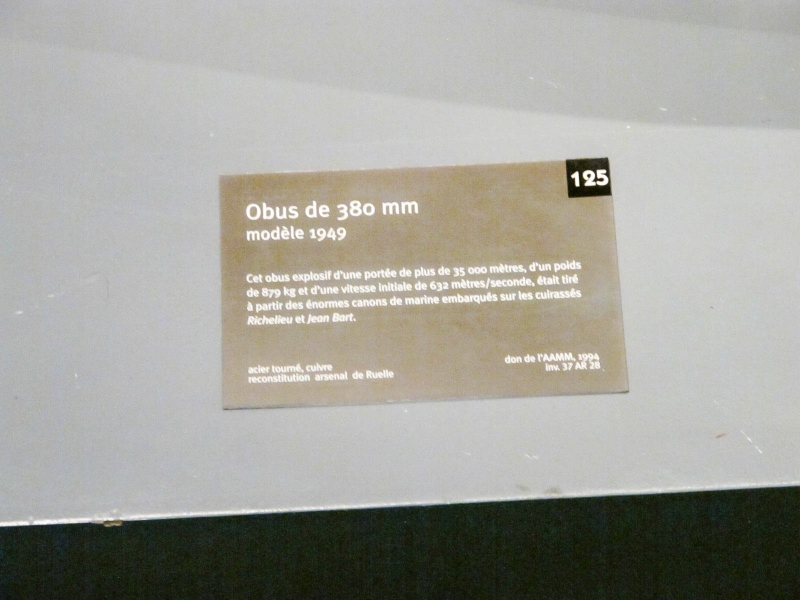 125
Obus de 380 mm
modèle 1949
Cet obus explosif d'une portée de plus de 35 000 mètres, d'un poids
de 879 kg et d'une vitesse initiale de 632 mètres/seconde, était tiré
à partir des énormes canons de marine embarqués sur les cuirassés
Richelieu et Jean Bart.
acier tourné, cuivre
reconstitution arsenal de Ruelle
don de l'AAMM, 1994
Inv. 37 AR 28